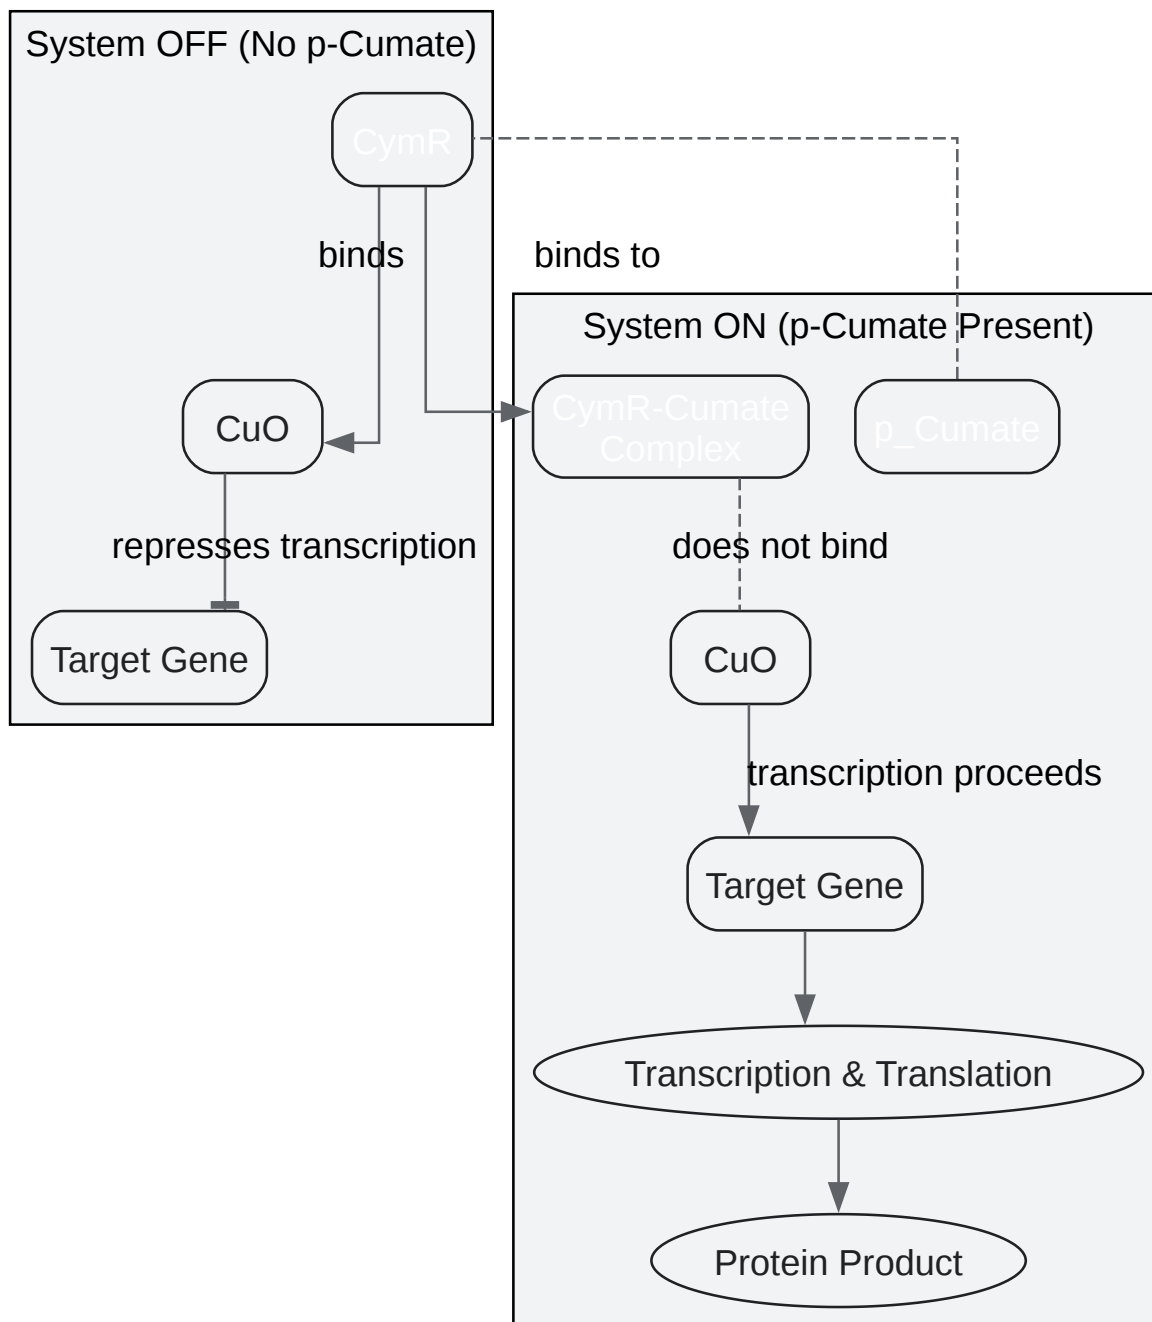 System OFF (No p-Cumate)
CymR
binds
binds to
System ON (p-Cumate Present)
CuO
CymR-Cumate
Complex
p_Cumate
represses transcription
does not bind
Target Gene
CuO
transcription proceeds
Target Gene
Transcription & Translation
Protein Product